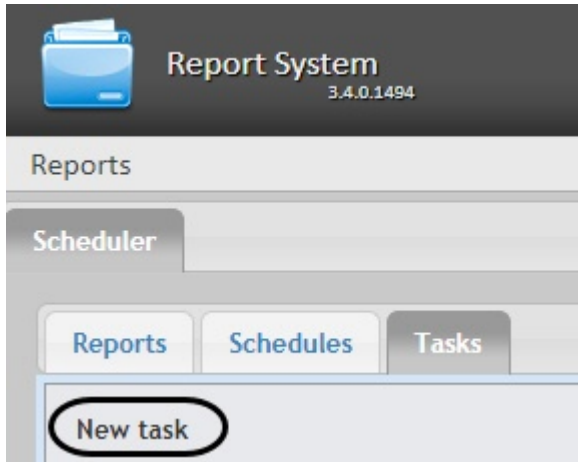 Report System
3.4.0.1494
Reports
Scheduler
Reports Schedules Tasks
New task